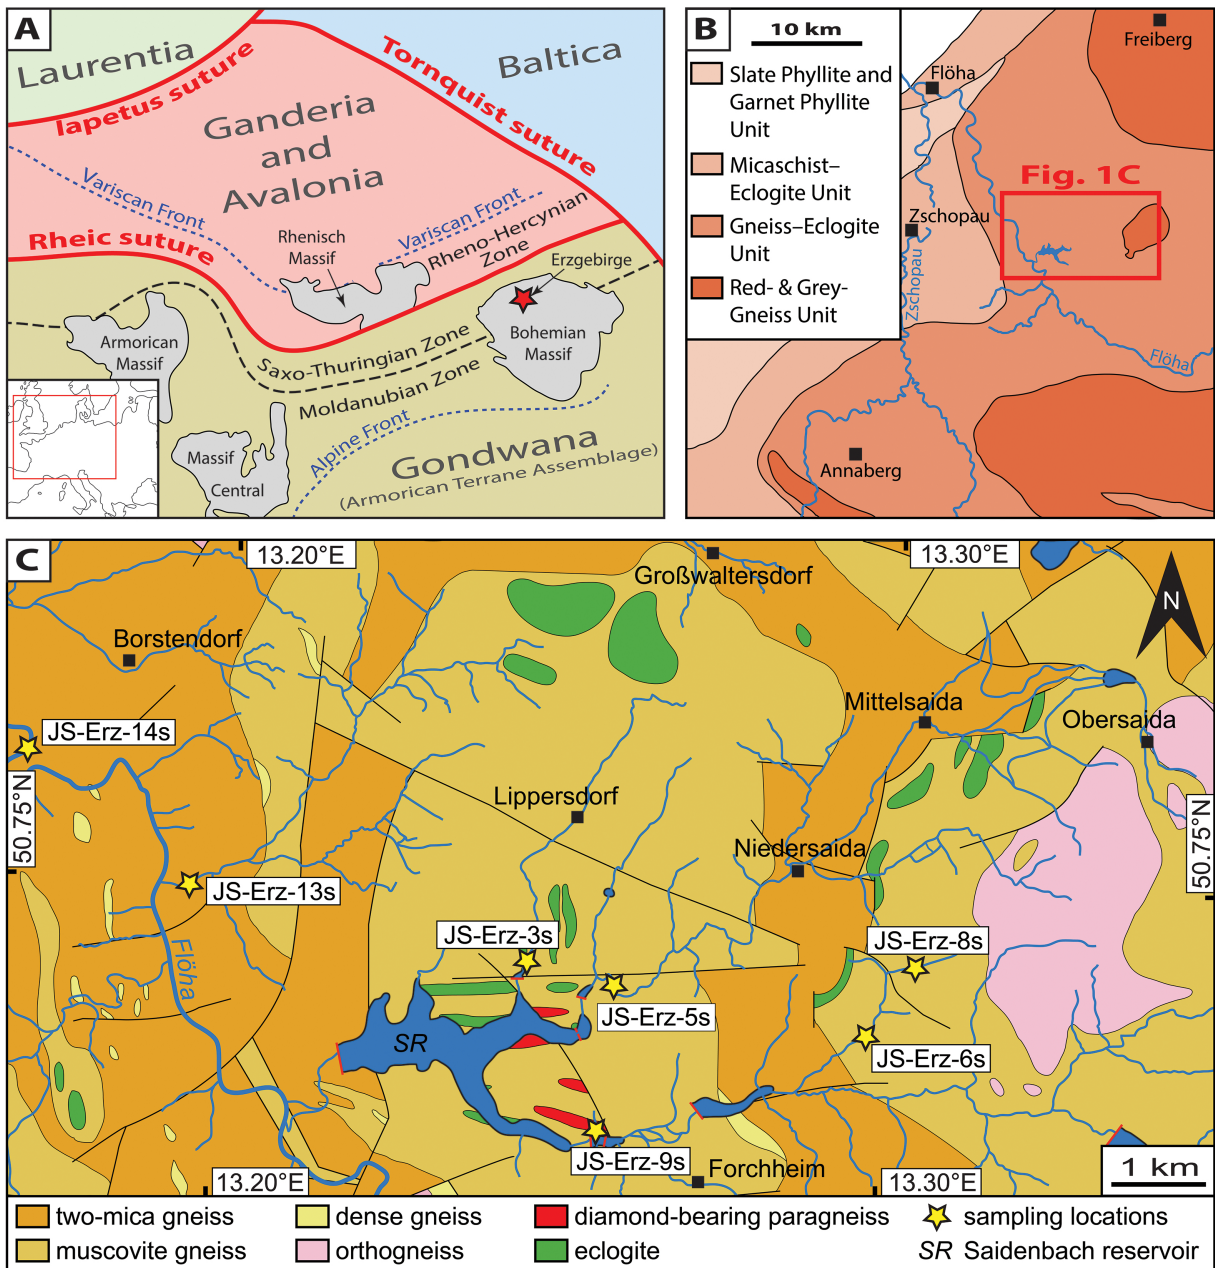 A
Laurentia
Iapetus suture
Tornquist suture
Baltica
Ganderia
and
Avalonia
Variscan Front
Variscan Front
Rheic suture
Rhenisch
Massif
Rheno-Hercynian
Zone
Erzgebirge
Armorican
Massif
Bohemian
Massif
Saxo-Thuringian Zone
Moldanubian Zone
Alpine Front
Massif
Central
Gondwana
(Armorican Terrane Assemblage)
B
10 km
Slate Phyllite and
Garnet Phyllite
Unit
Micaschist–
Eclogite Unit
Gneiss–Eclogite
Unit
Red- & Grey-
Gneiss Unit
Freiberg
Flöha
Fig. 1C
Zschopau
Zschopau
Flöha
Annaberg
C
13.20°E
13.30°E
Großwaltersdorf
N
Borstendorf
JS-Erz-14s
Mittelsaida
Obersaida
50.75°N
Lippersdorf
50.75°N
Niedersaida
JS-Erz-13s
JS-Erz-3s
JS-Erz-8s
Flöha
JS-Erz-5s
SR
JS-Erz-6s
JS-Erz-9s
Forchheim
13.20°E
13.30°E
1 km
two-mica gneiss
dense gneiss
diamond-bearing paragneiss
sampling locations
muscovite gneiss
orthogneiss
eclogite
SR Saidenbach reservoir